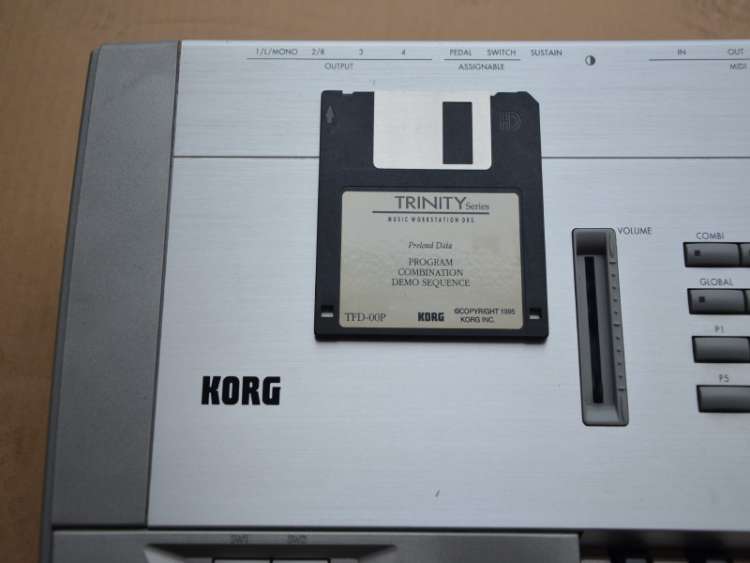 1/L/MONO 2/R 3 4 PEDAL SWITCH SUSTAIN IN OUT
OUTPUT ASSIGNABLE MIDI
HD
TRINITY Series
MUSIC WORKSTATION DRS
Preload Data
PROGRAM
COMBINATION
DEMO SEQUENCE
TFD-00P KORG ©COPYRIGHT 1995
KORG INC.
VOLUME
COMBI
GLOBAL
P1
P5
KORG
SW1 SW2